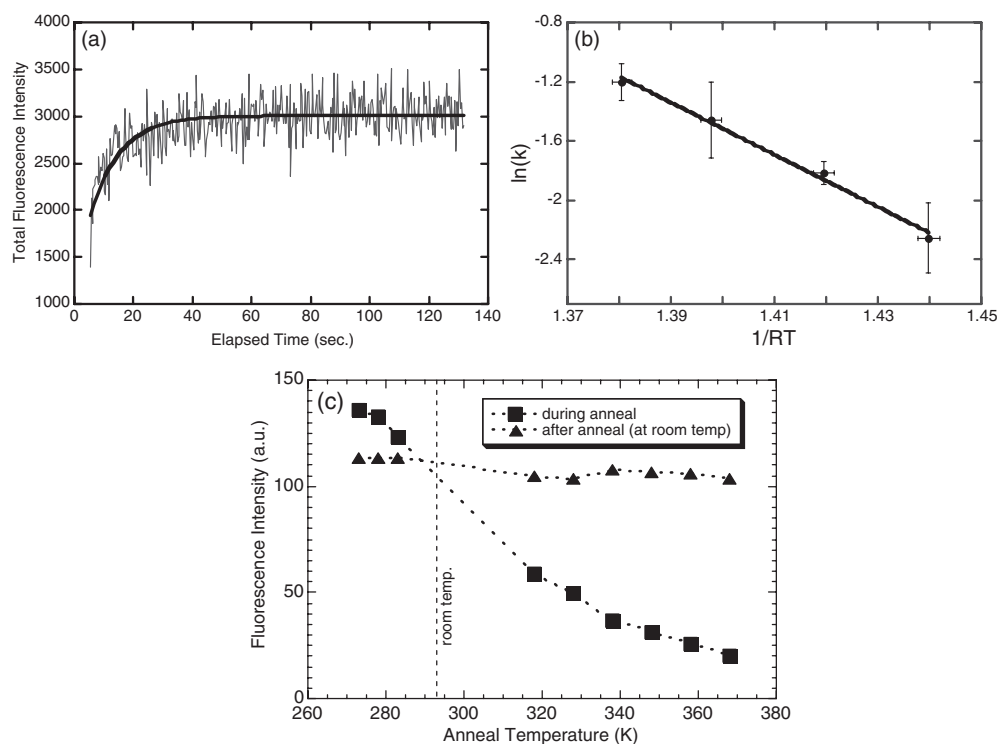 (a)
4000
3500
3000
2500
2000
1500
1000
Total Fluorescence Intensity
0 20 40 60 80 100 120 140
Elapsed Time (sec.)
(b)
-0.8
-1.2
-1.6
-2
-2.4
ln(k)
1.37 1.39 1.41 1.43 1.45
1/RT
(c)
150
100
50
0
Fluorescence Intensity (a.u.)
during anneal
after anneal (at room temp)
room temp.
260 280 300 320 340 360 380
Anneal Temperature (K)